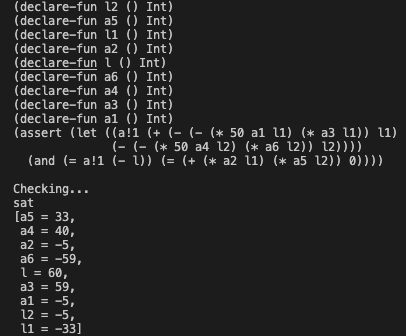 (declare-fun l2 () Int)
(declare-fun a5 () Int)
(declare-fun l1 () Int)
(declare-fun a2 () Int)
(declare-fun l () Int)
(declare-fun a6 () Int)
(declare-fun a4 () Int)
(declare-fun a3 () Int)
(declare-fun a1 () Int)
(assert (let ((a!1 (+ (- (- (* 50 a1 l1) (* a3 l1)) l1)
(- (- (* 50 a4 l2) (* a6 l2)) l2))))
(and (= a!1 (- l)) (= (+ (* a2 l1) (* a5 l2)) 0))))
Checking...
sat
[a5 = 33,
a4 = 40,
a2 = -5,
a6 = -59,
l = 60,
a3 = 59,
a1 = -5,
l2 = -5,
l1 = -33]